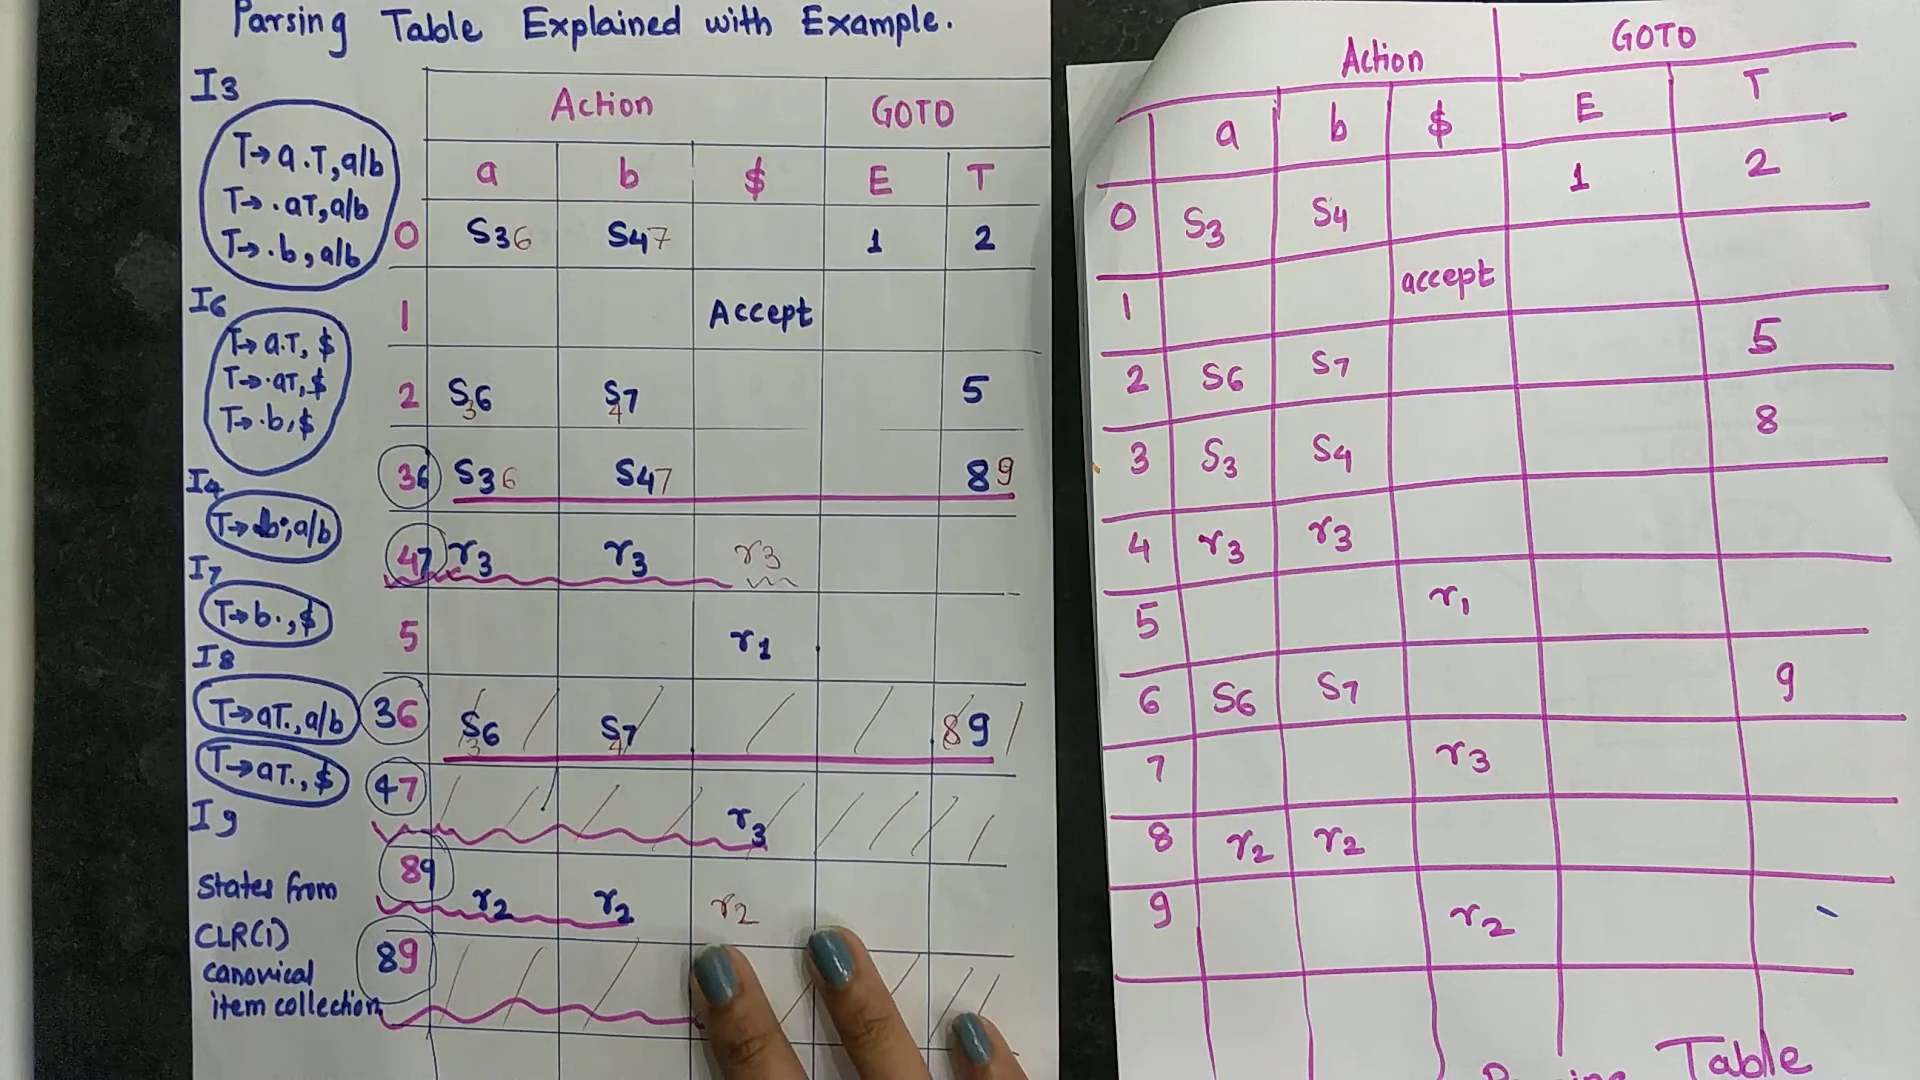 Parsing Table Explained with Example.
I3
T→a.T, a/b
T→.aT, a/b
T→.b, a/b
I6
T→a.T, $
T→.aT, $
T→.b, $
I4
T→b., a/b
I7
T→b., $
I8
T→aT., a/b
T→aT., $
I9
States from
CLR(1)
canonical
item collection
Action GOTO
a b $ E T
0 S36 S47 1 2
1 Accept
2 S36 S47 5
36 S36 S47 89
47 r3 r3 r3
5 r1
36 S36 S47 89
47 r3
89 r2 r2 r2
89
Action GOTO
a b $ E T
0 S3 S4 1 2
1 accept
2 S6 S7 5
3 S3 S4 8
4 r3 r3
5 r1
6 S6 S7 9
7 r3
8 r2 r2
9 r2
Table